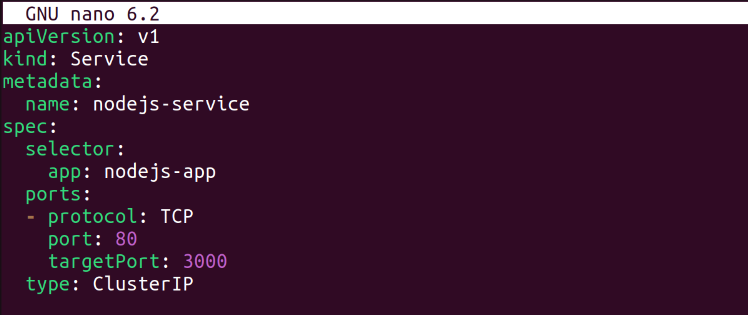 GNU nano 6.2
apiVersion: v1
kind: Service
metadata:
  name: nodejs-service
spec:
  selector:
    app: nodejs-app
  ports:
  - protocol: TCP
    port: 80
    targetPort: 3000
  type: ClusterIP